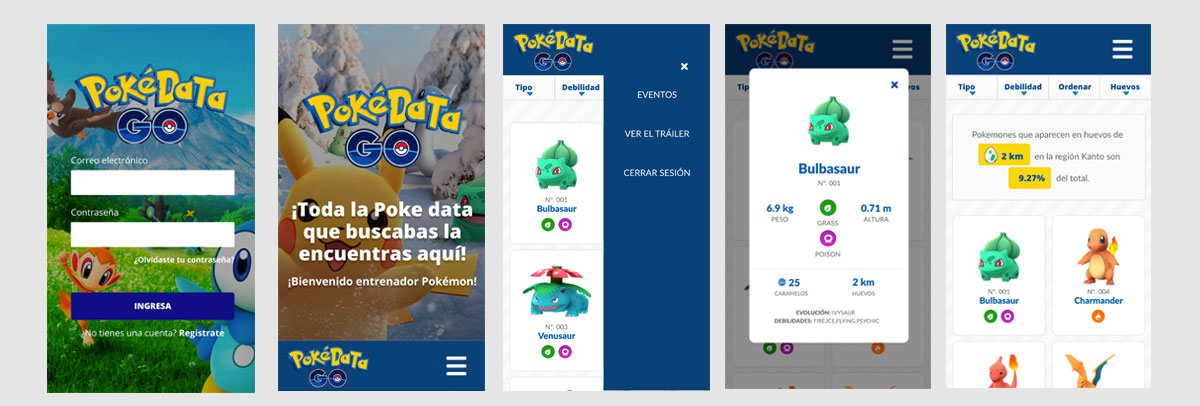 PokéDaTa
GO
Correo electrónico
Contraseña
¿Olvidaste tu contraseña?
INGRESA
¿No tienes una cuenta? Registrate
PokéDaTa
GO
¡Toda la Poke data
que buscabas la
encuentras aquí!
¡Bienvenido entrenador Pokémon!
PokéDaTa
GO
PokéDaTa
GO
Tipo
Debilidad
N°. 001
Bulbasaur
N°. 003
Venusaur
EVENTOS
VER EL TRÁILER
CERRAR SESIÓN
PokéDaTa
GO
Bulbasaur
N°. 001
6.9 kg
PESO
GRASS
POISON
0.71 m
ALTURA
25
CARAMELOS
2 km
HUEVOS
EVOLUCIÓN: IVYSAUR
DEBILIDADES: FIRE,ICE,FLYING,PSYCHIC
PokéDaTa
GO
Tipo
Debilidad
Ordenar
Huevos
Pokemones que aparecen en huevos de
2 km en la región Kanto son
9.27% del total.
N°. 001
Bulbasaur
N°. 004
Charmander